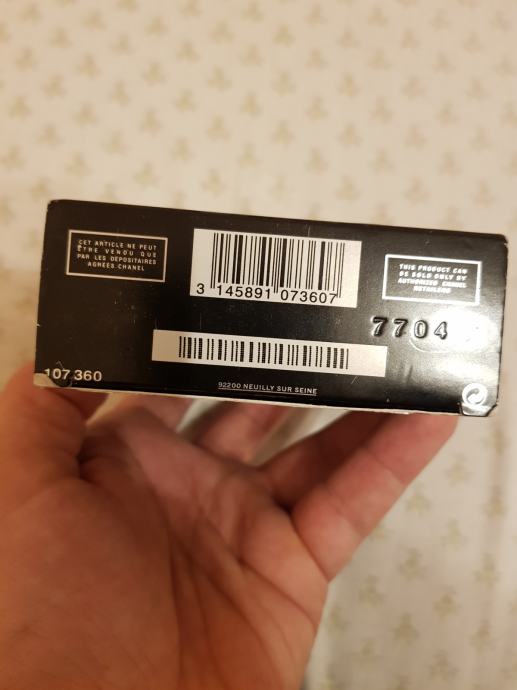 CET ARTICLE NE PEUT
ÊTRE VENDU QUE
PAR LES DEPOSITAIRES
AGRÉES CHANEL
3 145891 073607
THIS PRODUCT CAN
BE SOLD ONLY BY
AUTHORIZED CHANEL
RETAILERS
7704
107.360
92200 NEUILLY SUR SEINE